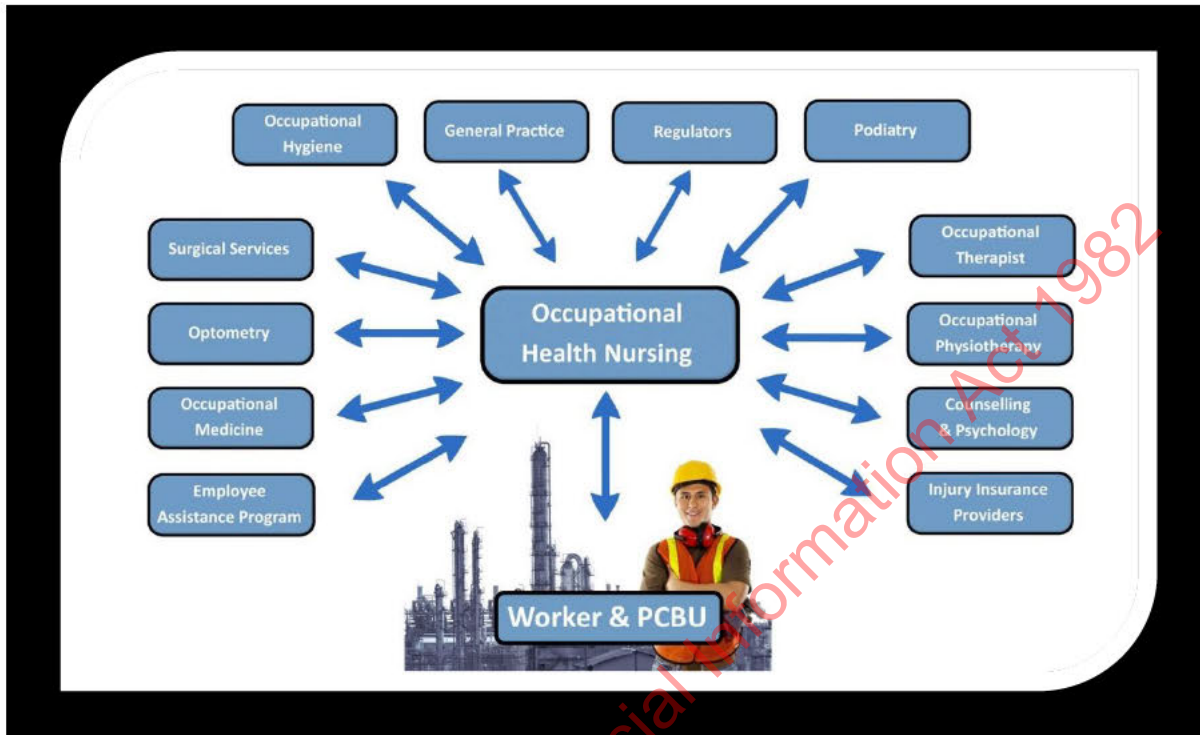 Occupational
Hygiene
General Practice
Regulators
Podiatry
Surgical Services
Optometry
Occupational
Medicine
Employee
Assistance Program
Occupational
Health Nursing
Occupational
Therapist
Occupational
Physiotherapy
Counselling
& Psychology
Injury Insurance
Providers
Worker & PCBU
cial Information Act 1982